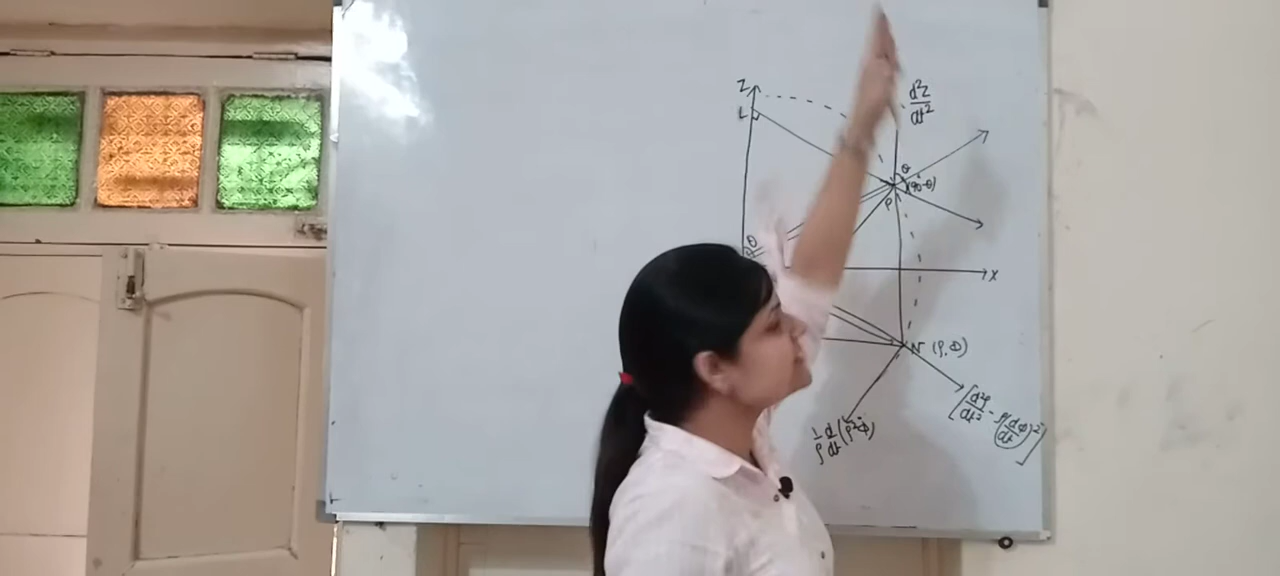 Z
d²z/dt²
L
θ
(90-θ)
P
θ
X
N (ρ, Φ)
[d²ρ/dt² - ρ(dΦ/dt)²]
1/ρ d/dt (ρ²Φ̇)